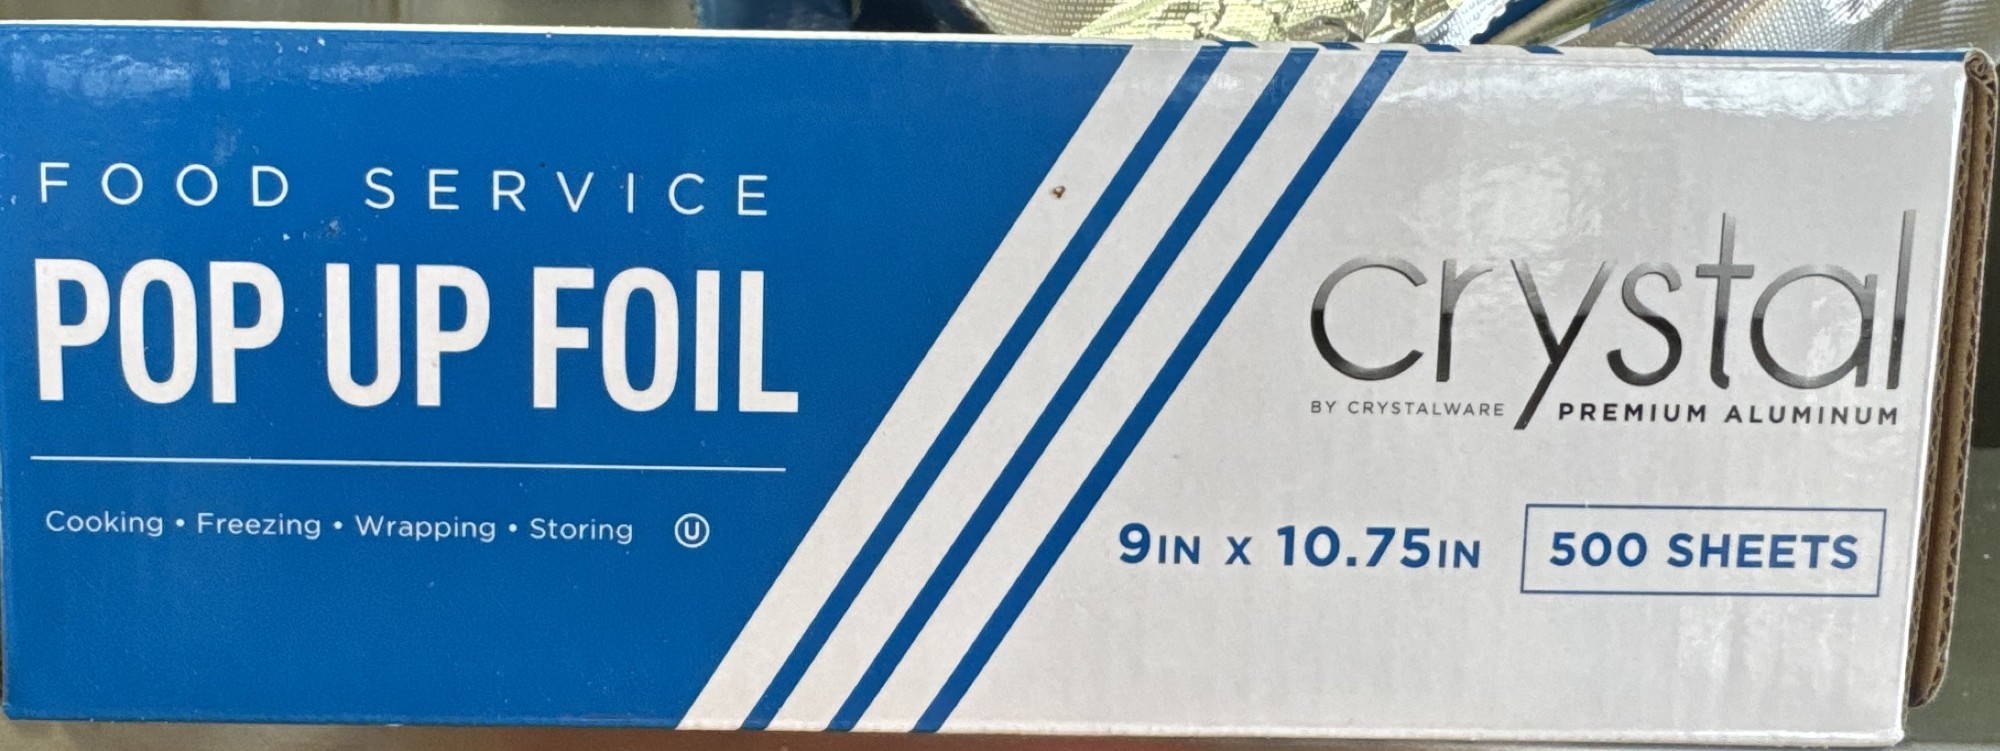 FOOD SERVICE
POP UP FOIL
Cooking • Freezing • Wrapping • Storing Ⓤ
crystal
BY CRYSTALWARE PREMIUM ALUMINUM
9IN X 10.75IN 500 SHEETS